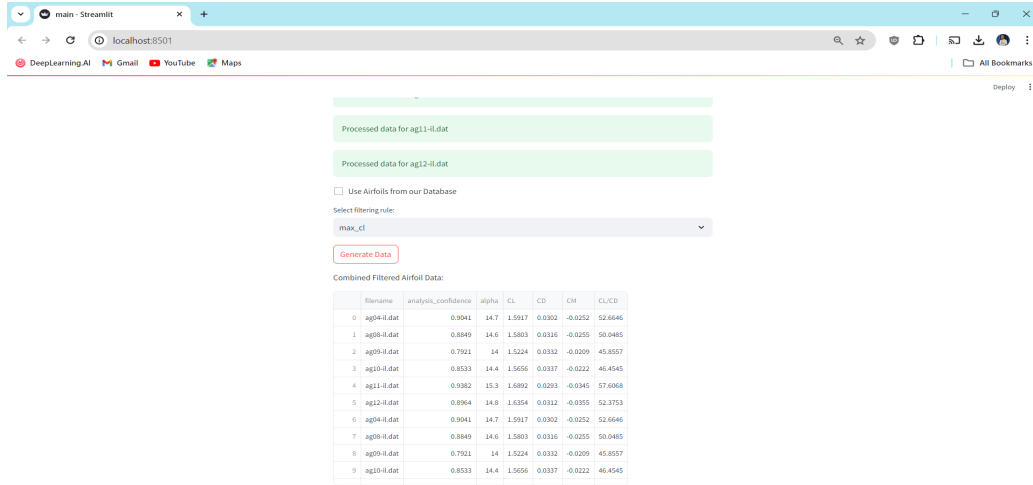 main - Streamlit
localhost:8501
DeepLearning.AI Gmail YouTube Maps All Bookmarks
Deploy
Processed data for ag11-il.dat
Processed data for ag12-il.dat
Use Airfoils from our Database
Select filtering rule:
max_cl
Generate Data
Combined Filtered Airfoil Data:
filename analysis_confidence alpha CL CD CM CL/CD
0 ag04-il.dat 0.9041 14.7 1.5917 0.0302 -0.0252 52.6646
1 ag08-il.dat 0.8849 14.6 1.5803 0.0316 -0.0255 50.0485
2 ag09-il.dat 0.7921 14 1.5224 0.0332 -0.0209 45.8557
3 ag10-il.dat 0.8533 14.4 1.5656 0.0337 -0.0222 46.4545
4 ag11-il.dat 0.9382 15.3 1.6892 0.0293 -0.0345 57.6068
5 ag12-il.dat 0.8964 14.8 1.6354 0.0312 -0.0355 52.3753
6 ag04-il.dat 0.9041 14.7 1.5917 0.0302 -0.0252 52.6646
7 ag08-il.dat 0.8849 14.6 1.5803 0.0316 -0.0255 50.0485
8 ag09-il.dat 0.7921 14 1.5224 0.0332 -0.0209 45.8557
9 ag10-il.dat 0.8533 14.4 1.5656 0.0337 -0.0222 46.4545